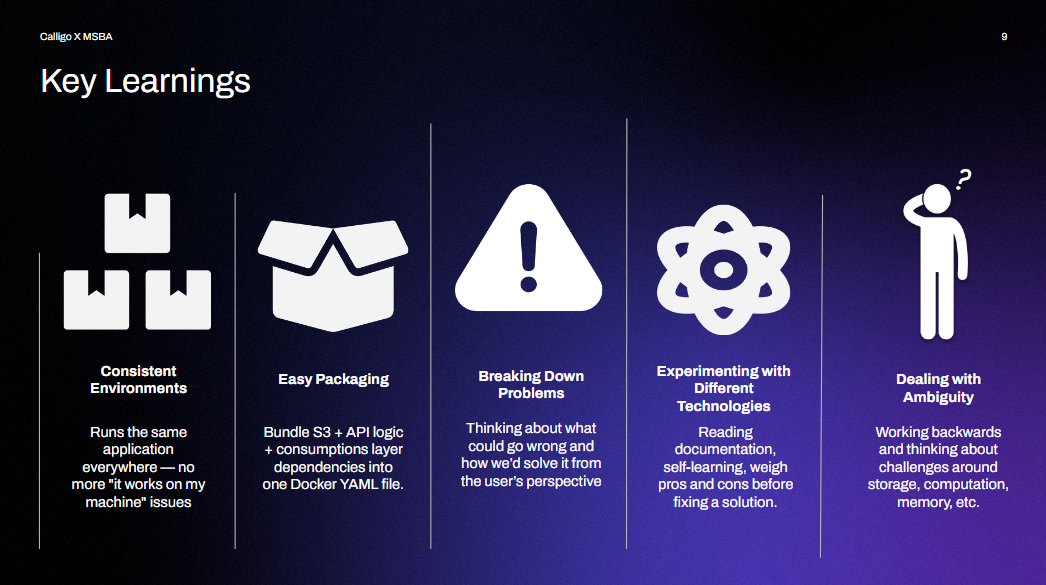 Calligo X MSBA
9
Key Learnings
?
Consistent
Environments
Runs the same
application
everywhere — no
more "it works on my
machine" issues
Easy Packaging
Bundle S3 + API logic
+ consumptions layer
dependencies into
one Docker YAML file.
Breaking Down
Problems
Thinking about what
could go wrong and
how we’d solve it from
the user’s perspective
Experimenting with
Different
Technologies
Reading
documentation,
self-learning, weigh
pros and cons before
fixing a solution.
Dealing with
Ambiguity
Working backwards
and thinking about
challenges around
storage, computation,
memory, etc.